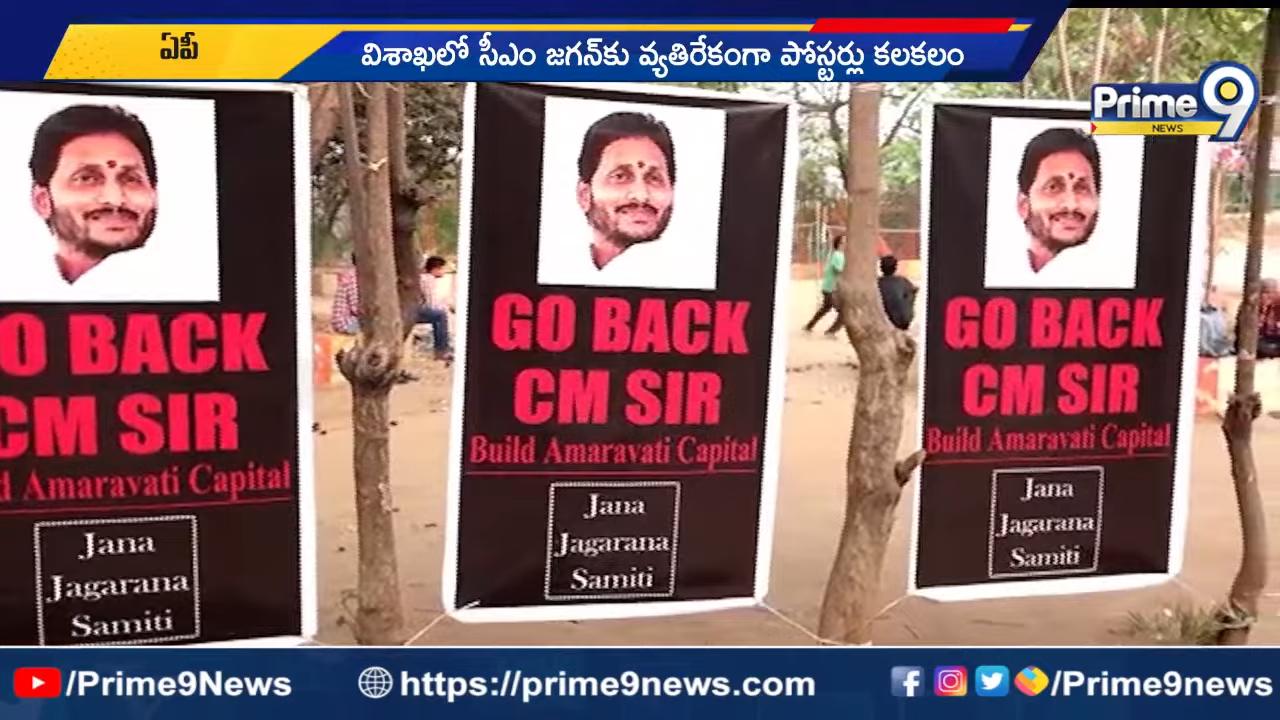 ఏపీ
విశాఖలో సీఎం జగన్‌కు వ్యతిరేకంగా పోస్టర్లు కలకలం
Prime9
NEWS
O BACK
CM SIR
d Amaravati Capital
Jana
Jagarana
Samiti
GO BACK
CM SIR
Build Amaravati Capital
Jana
Jagarana
Samiti
GO BACK
CM SIR
Build Amaravati Capital
Jana
Jagarana
Samiti
/Prime9News
https://prime9news.com
/Prime9news